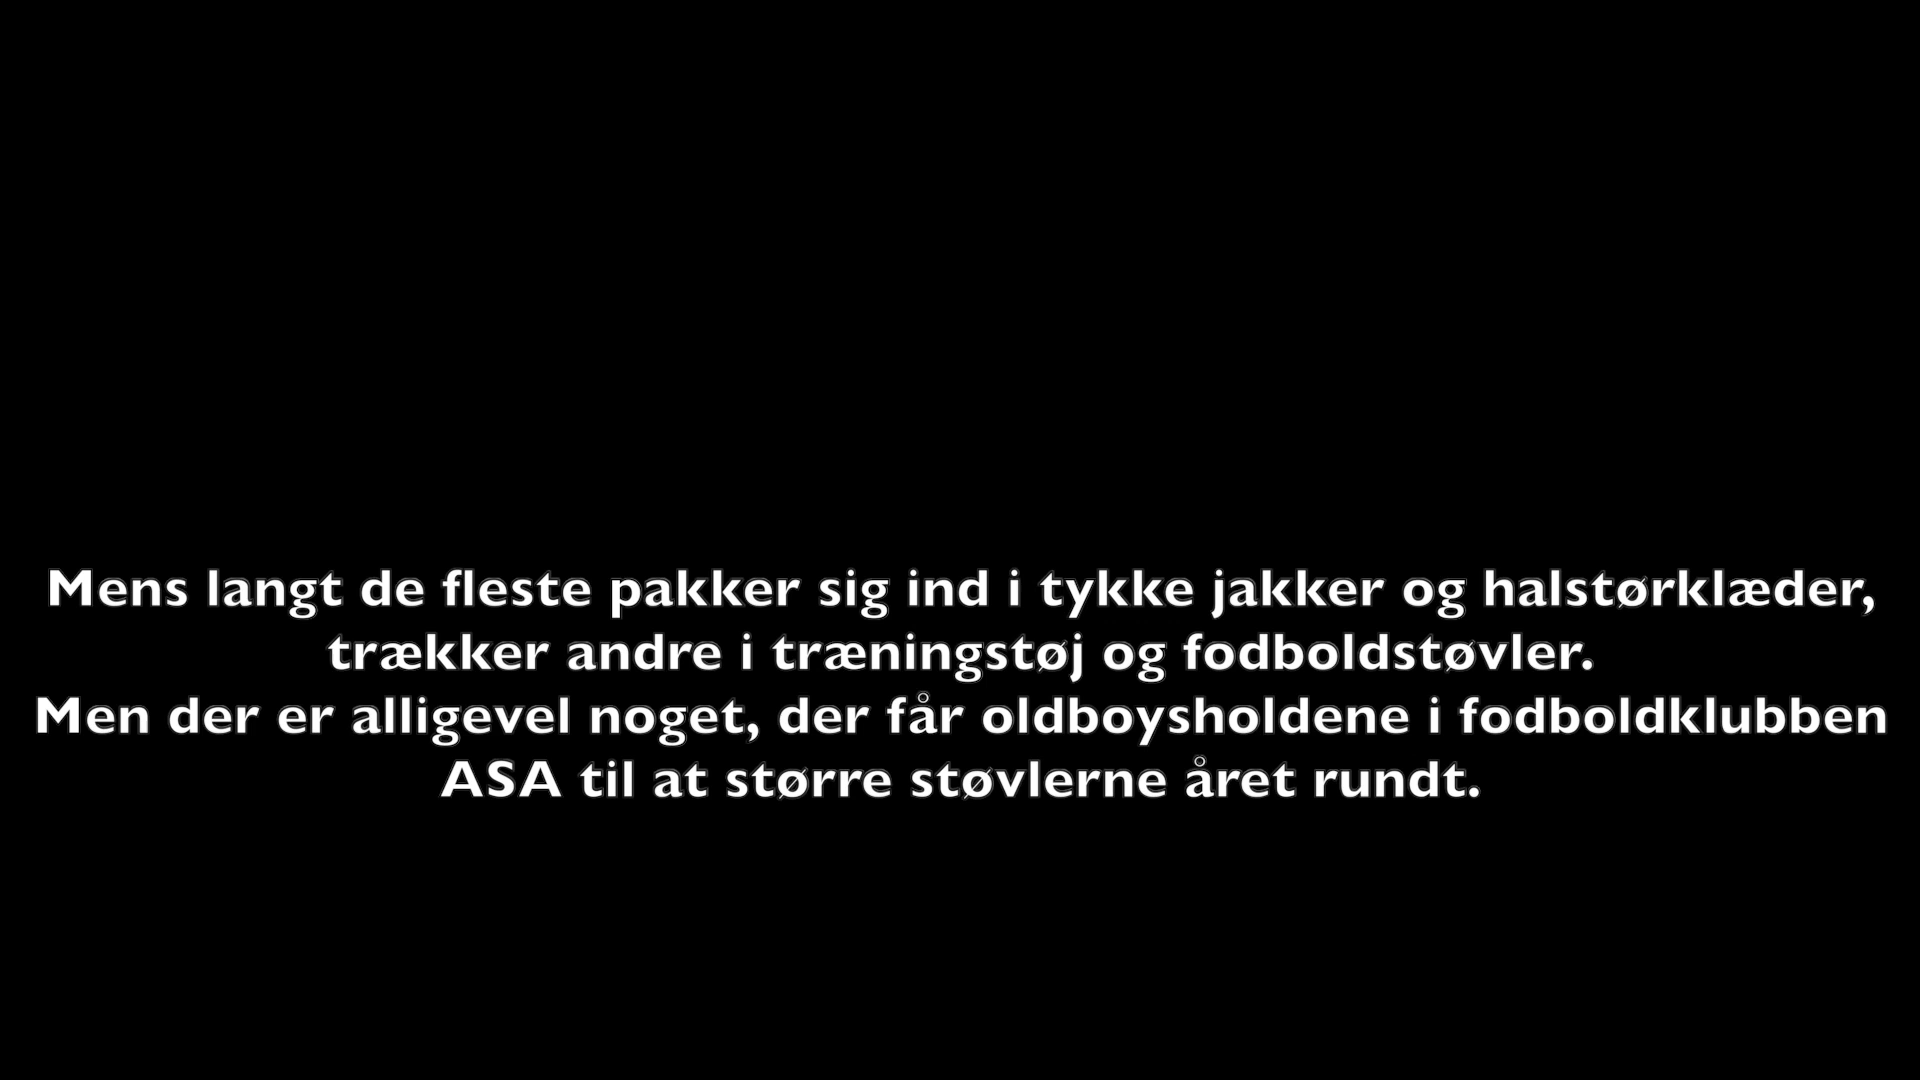 Mens langt de fleste pakker sig ind i tykke jakker og halstørklæder,
trækker andre i træningstøj og fodboldstøvler.
Men der er alligevel noget, der får oldboysholdene i fodboldklubben
ASA til at større støvlerne året rundt.